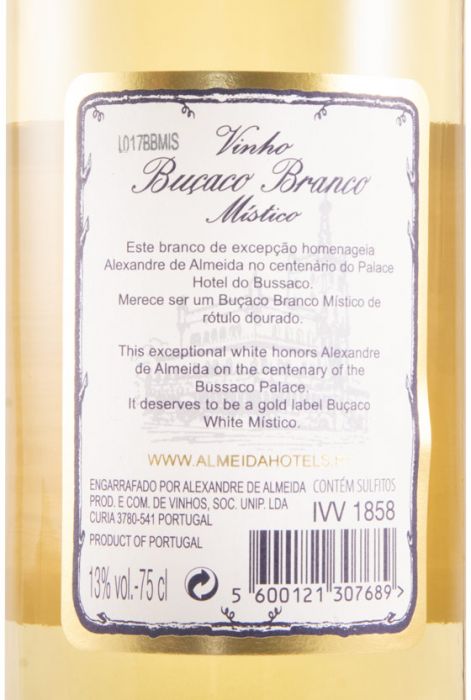 L017BBMIS
Vinho
Buçaco Branco
Místico
Este branco de excepção homenageia
Alexandre de Almeida no centenário do Palace
Hotel do Bussaco.
Merece ser um Buçaco Branco Místico de
rótulo dourado.
This exceptional white honors Alexandre
de Almeida on the centenary of the
Bussaco Palace.
It deserves to be a gold label Buçaco
White Místico.
WWW.ALMEIDAHOTELS.P
ENGARRAFADO POR ALEXANDRE DE ALMEIDA
PROD. E COM. DE VINHOS, SOC. UNIP. LDA
CURIA 3780-541 PORTUGAL
PRODUCT OF PORTUGAL
CONTÉM SULFITOS
IVV 1858
13% vol.-75 cl
5 600121 307689>